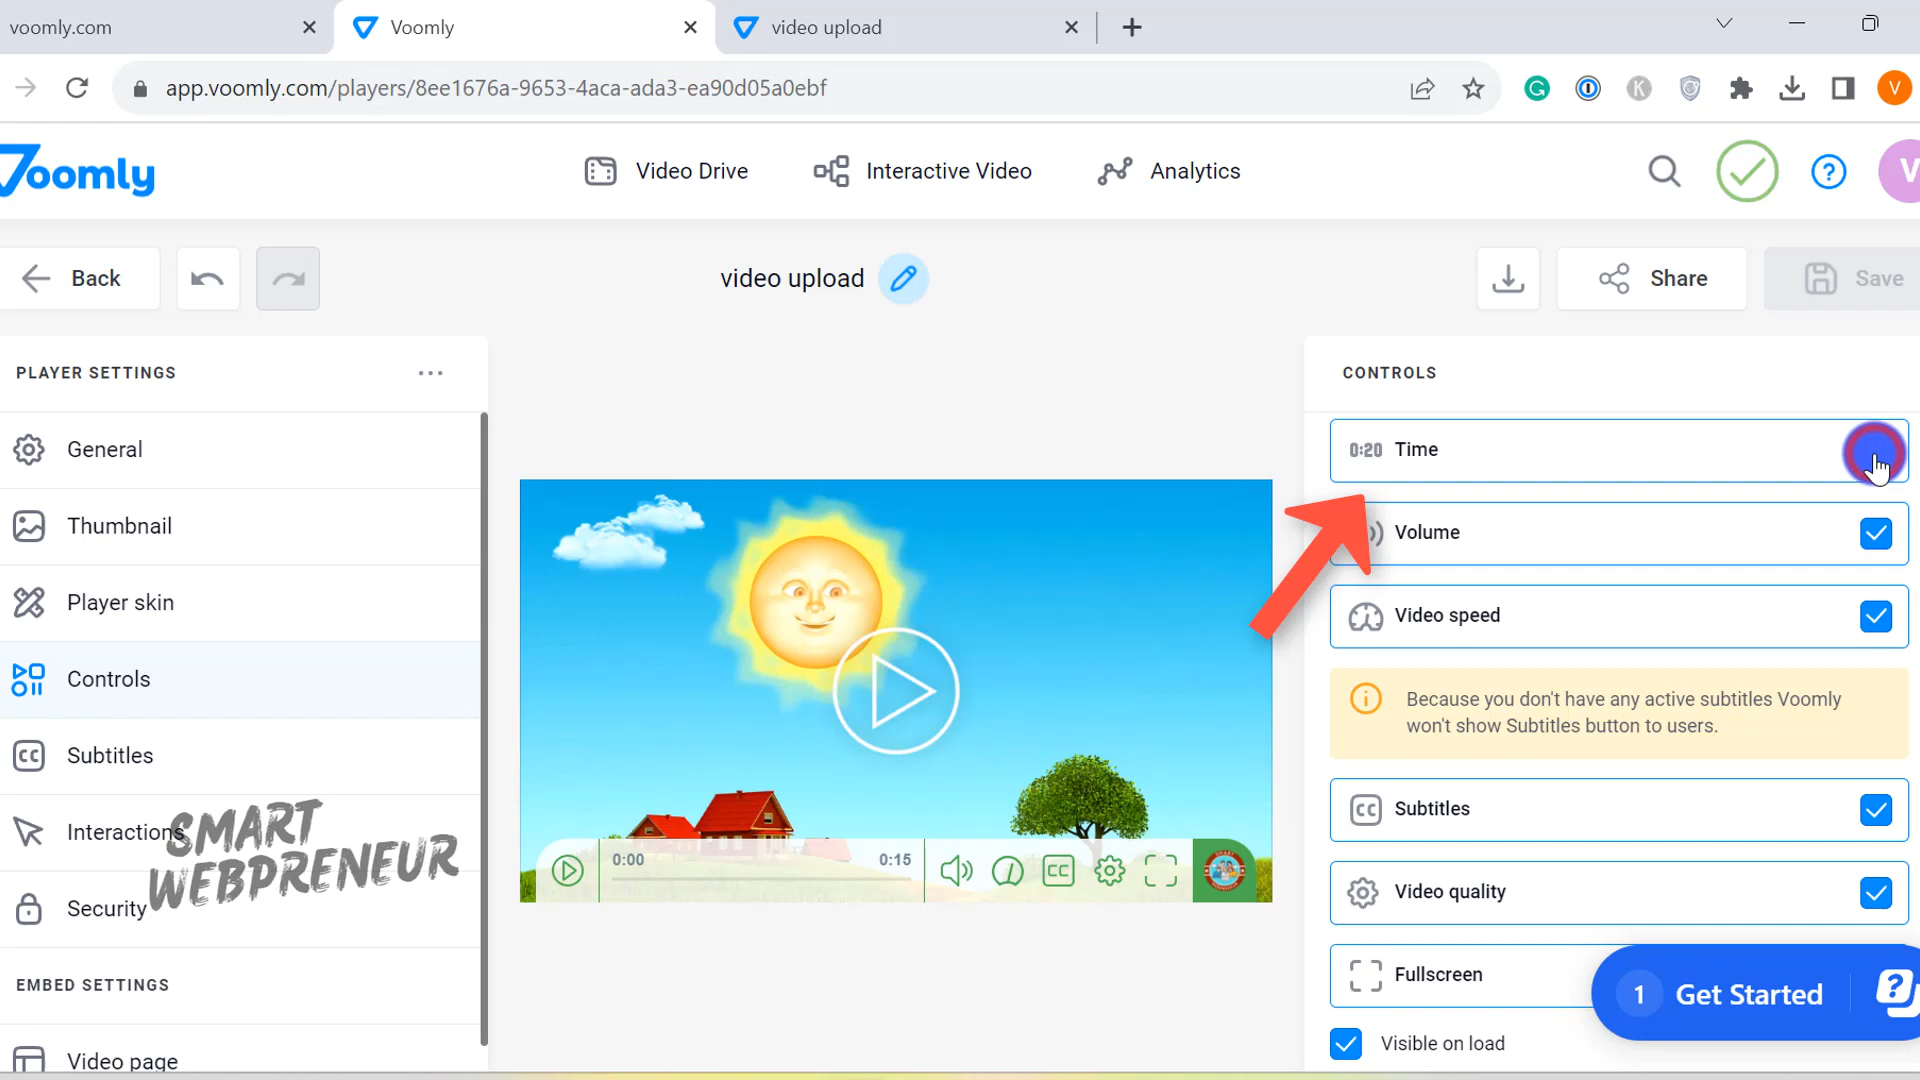 voomly.com
Voomly
video upload
app.voomly.com/players/8ee1676a-9653-4aca-ada3-ea90d05a0ebf
G
K
V
Voomly
Video Drive
Interactive Video
Analytics
V
Back
video upload
Share
Save
PLAYER SETTINGS
CONTROLS
General
0:20 Time
Thumbnail
Volume
Player skin
Video speed
Controls
Because you don't have any active subtitles Voomly
won't show Subtitles button to users.
Subtitles
CC Subtitles
Interactions
SMART
WEBPRENEUR
0:00
0:15
CC
Video quality
Security
Fullscreen
EMBED SETTINGS
1 Get Started
Video page
Visible on load